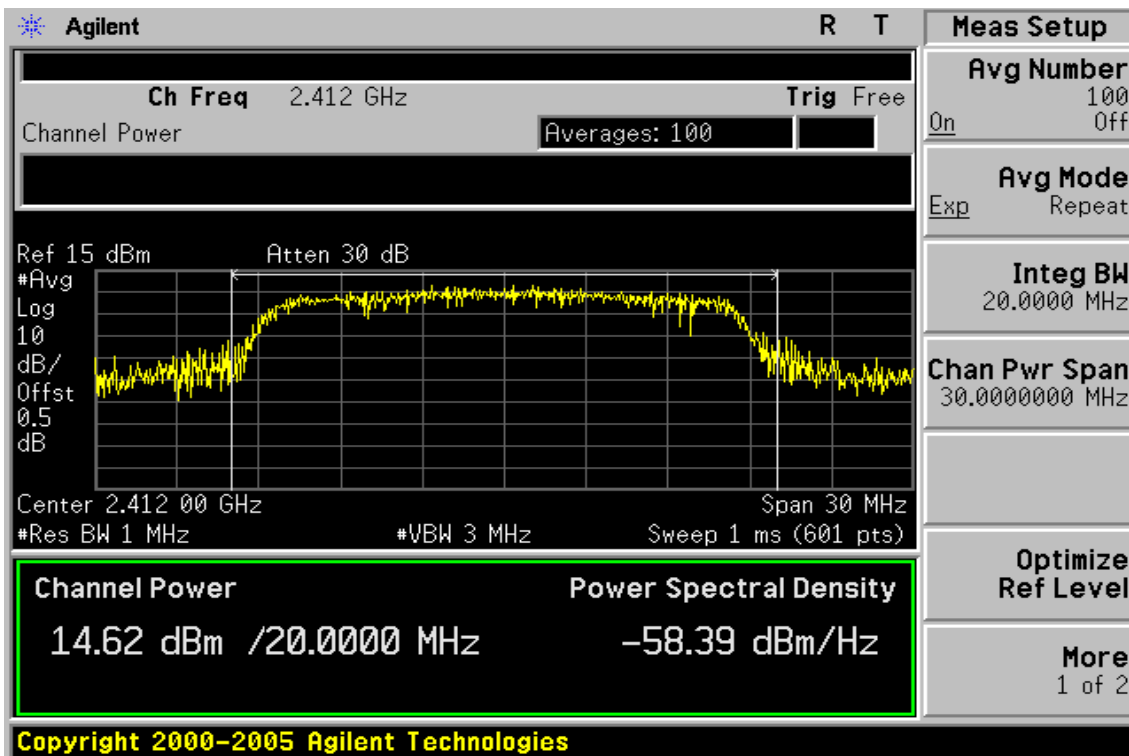 Agilent R T
Ch Freq 2.412 GHz Trig Free
Channel Power Averages: 100
Ref 15 dBm Atten 30 dB
#Avg
Log
10
dB/
Offst
0.5
dB
Center 2.412 00 GHz Span 30 MHz
#Res BW 1 MHz #VBW 3 MHz Sweep 1 ms (601 pts)
Channel Power Power Spectral Density
14.62 dBm /20.0000 MHz -58.39 dBm/Hz
Copyright 2000-2005 Agilent Technologies
Meas Setup
Avg Number
100
On Off
Avg Mode
Exp Repeat
Integ BW
20.0000 MHz
Chan Pwr Span
30.0000000 MHz
Optimize
Ref Level
More
1 of 2